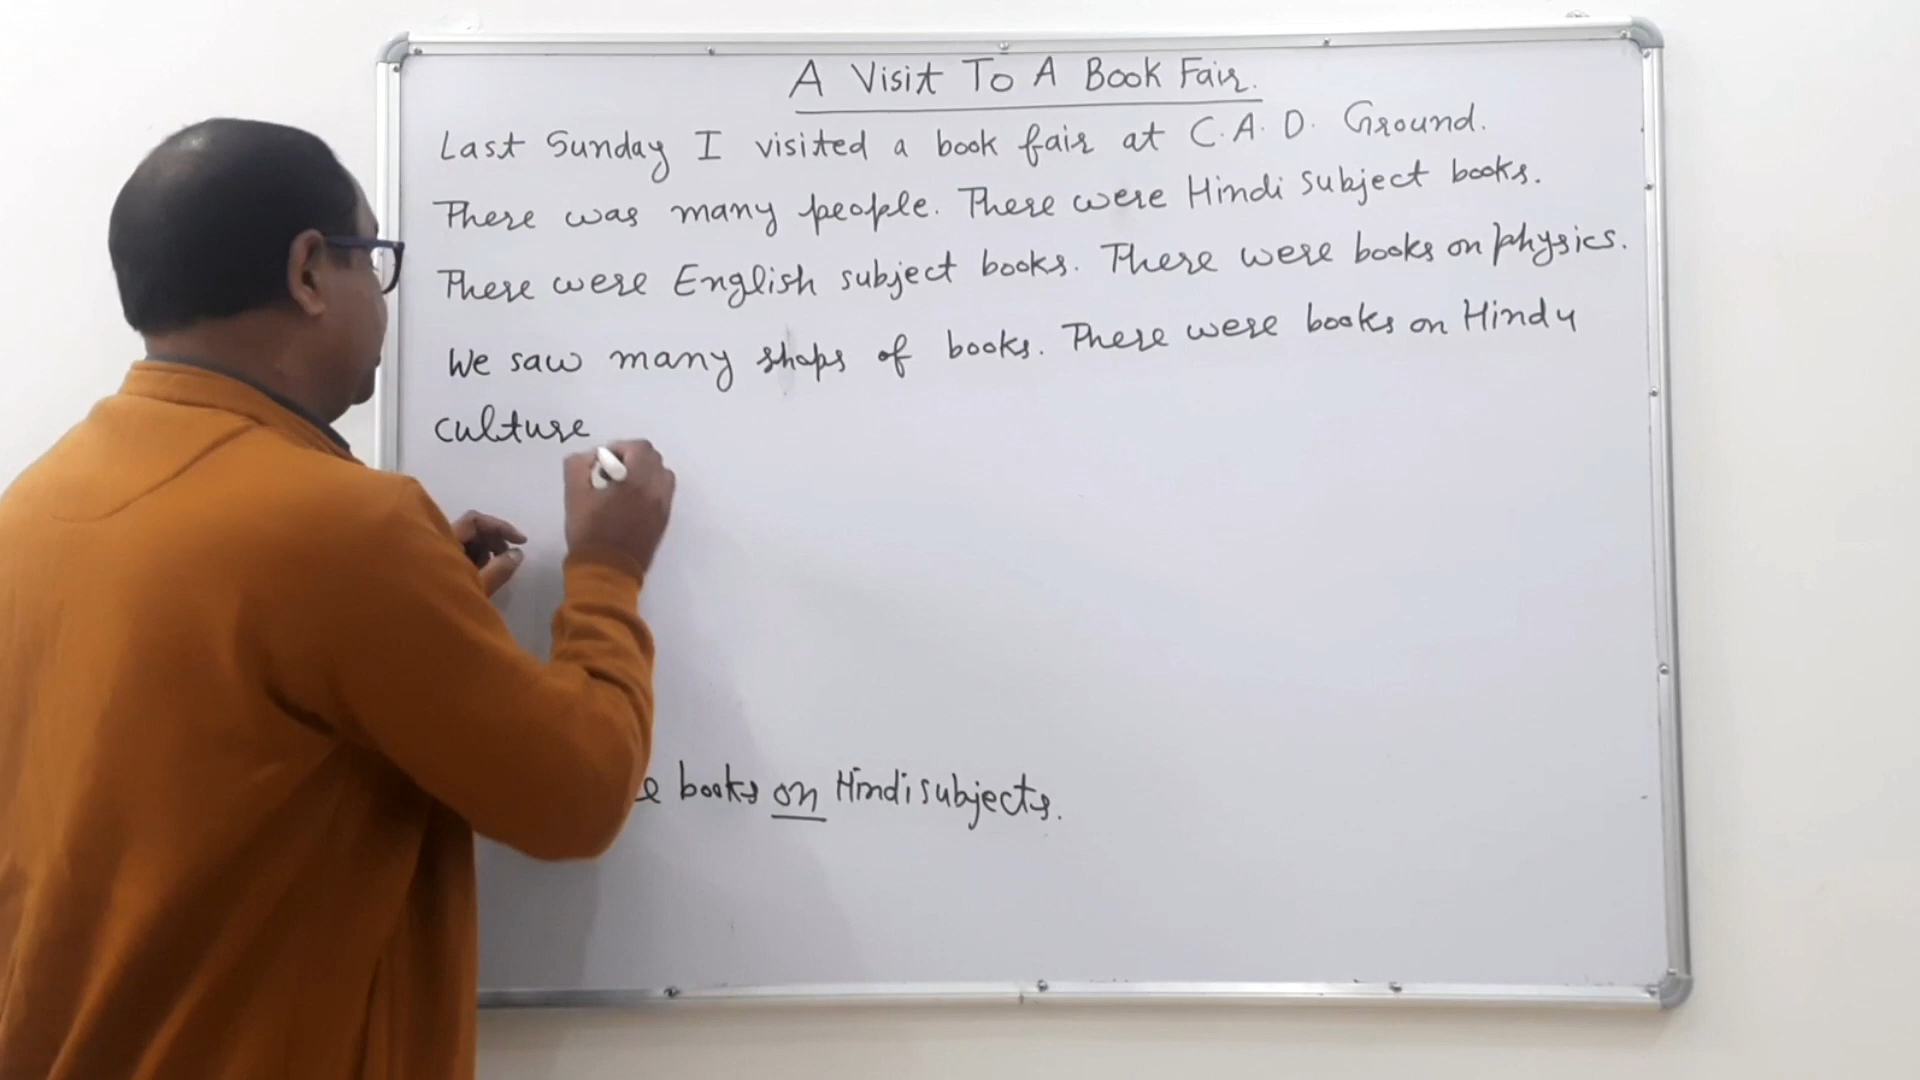 A Visit To A Book Fair.
Last Sunday I visited a book fair at C.A.D. Ground.
There was many people. There were Hindi subject books.
There were English subject books. There were books on physics.
We saw many shops of books. There were books on Hindu
culture
books on Hindi subjects.